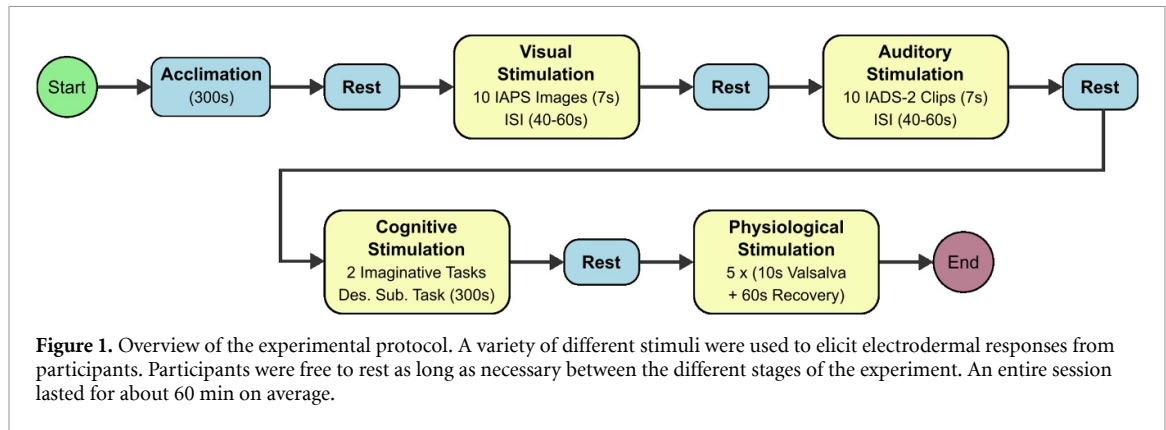 Start
Acclimation
(300s)
Rest
Visual
Stimulation
10 IAPS Images (7s)
ISI (40-60s)
Rest
Auditory
Stimulation
10 IADS-2 Clips (7s)
ISI (40-60s)
Rest
Cognitive
Stimulation
2 Imaginative Tasks
Des. Sub. Task (300s)
Rest
Physiological
Stimulation
5 x (10s Valsalva
+ 60s Recovery)
End
Figure 1. Overview of the experimental protocol. A variety of different stimuli were used to elicit electrodermal responses from
participants. Participants were free to rest as long as necessary between the different stages of the experiment. An entire session
lasted for about 60 min on average.